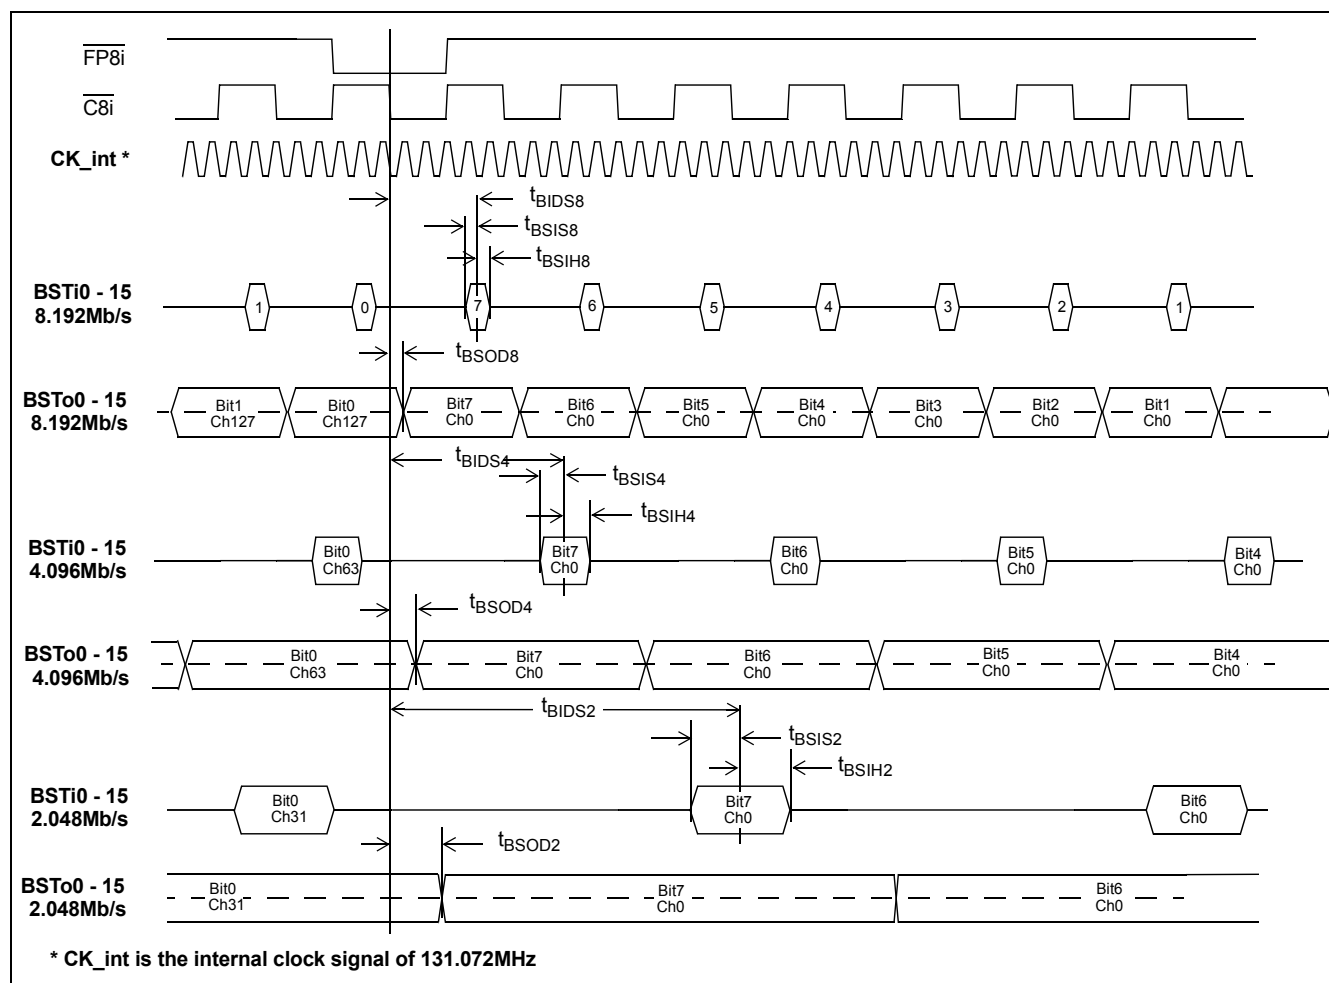 FP8i
C8i
CK_int *
tBIDS8
tBSIS8
tBSIH8
BSTi0 - 15
8.192Mb/s
1 0 7 6 5 4 3 2 1
tBSOD8
BSTo0 - 15
8.192Mb/s
Bit1 Bit0 Bit7 Bit6 Bit5 Bit4 Bit3 Bit2 Bit1
Ch127 Ch127 Ch0 Ch0 Ch0 Ch0 Ch0 Ch0 Ch0
tBIDS4
tBSIS4
tBSIH4
BSTi0 - 15
4.096Mb/s
Bit0 Bit7 Bit6 Bit5 Bit4
Ch63 Ch0 Ch0 Ch0 Ch0
tBSOD4
BSTo0 - 15
4.096Mb/s
Bit0 Bit7 Bit6 Bit5 Bit4
Ch63 Ch0 Ch0 Ch0 Ch0
tBIDS2
tBSIS2
tBSIH2
BSTi0 - 15
2.048Mb/s
Bit0 Bit7 Bit6
Ch31 Ch0 Ch0
tBSOD2
BSTo0 - 15
2.048Mb/s
Bit0 Bit7 Bit6
Ch31 Ch0 Ch0
* CK_int is the internal clock signal of 131.072MHz